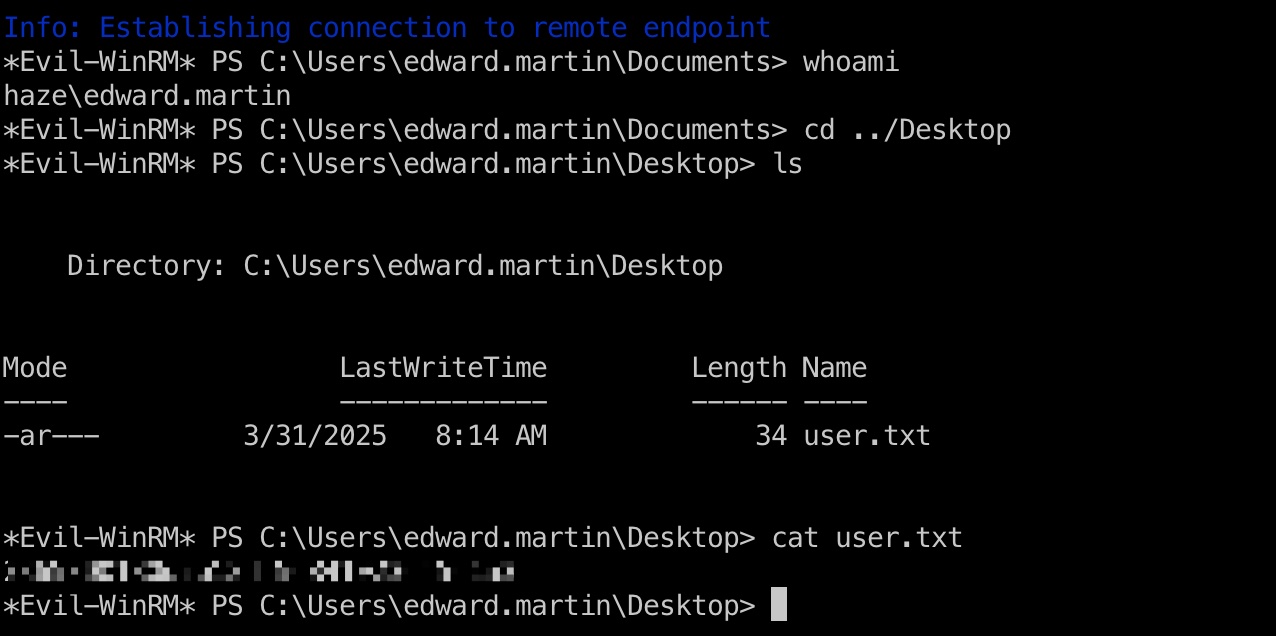 Info: Establishing connection to remote endpoint
*Evil-WinRM* PS C:\Users\edward.martin\Documents> whoami
haze\edward.martin
*Evil-WinRM* PS C:\Users\edward.martin\Documents> cd ../Desktop
*Evil-WinRM* PS C:\Users\edward.martin\Desktop> ls
Directory: C:\Users\edward.martin\Desktop
Mode                LastWriteTime         Length Name
----                -------------         ------ ----
-ar---         3/31/2025   8:14 AM             34 user.txt
*Evil-WinRM* PS C:\Users\edward.martin\Desktop> cat user.txt
*Evil-WinRM* PS C:\Users\edward.martin\Desktop>